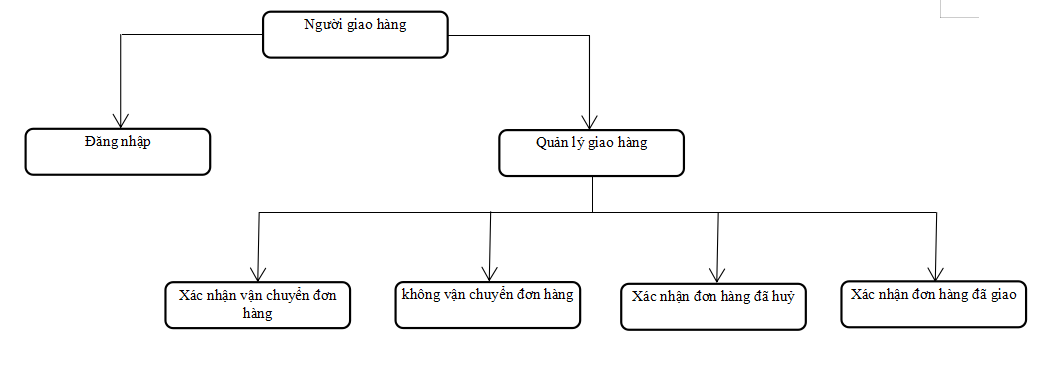 Người giao hàng
Đăng nhập
Quản lý giao hàng
Xác nhận vận chuyển đơn
hàng
không vận chuyển đơn hàng
Xác nhận đơn hàng đã huỷ
Xác nhận đơn hàng đã giao